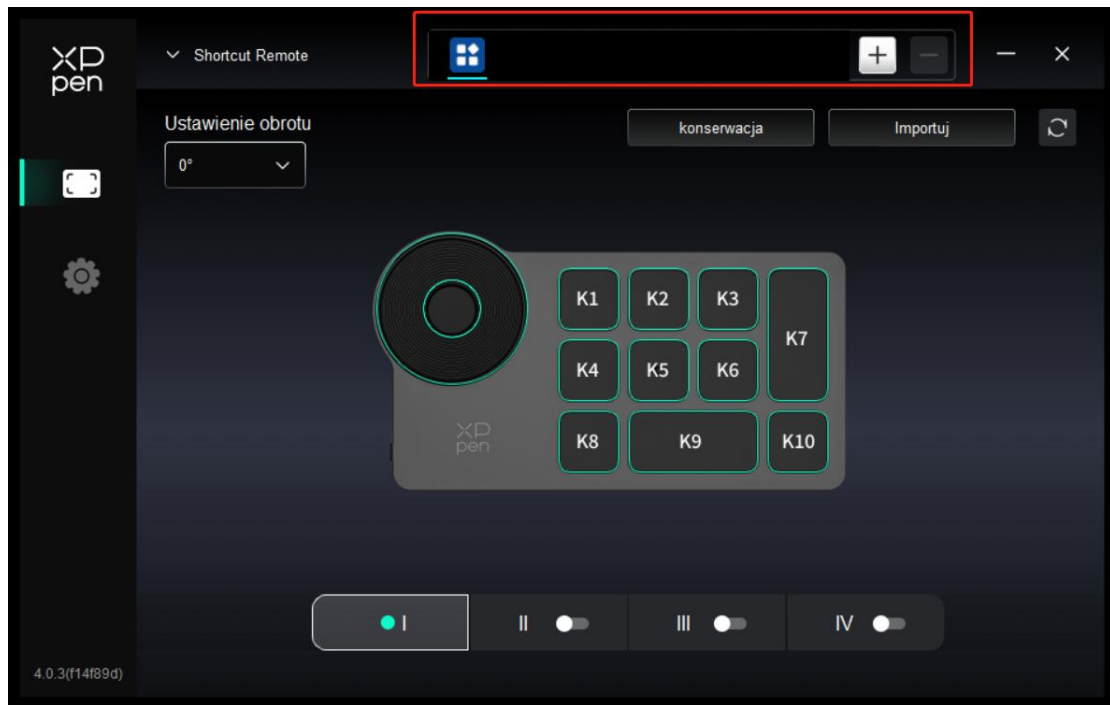 XP
pen
Shortcut Remote
Ustawienie obrotu
konserwacja
Importuj
0°
K1 K2 K3
K7
K4 K5 K6
XP
pen
K8 K9 K10
I II III IV
4.0.3(f14f89d)